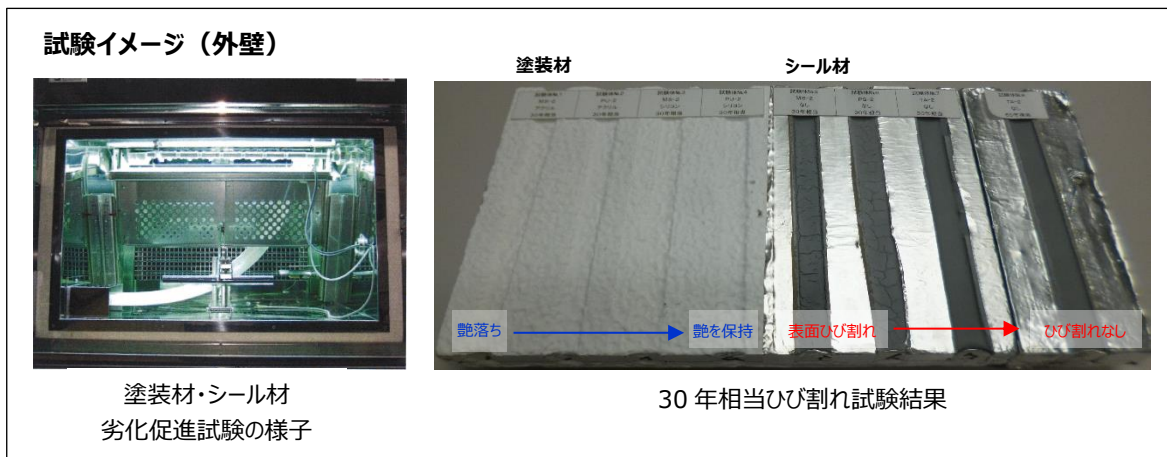 試験イメージ（外壁）
塗装材
シール材
艶落ち
艶を保持
表面ひび割れ
ひび割れなし
塗装材・シール材
劣化促進試験の様子
30 年相当ひび割れ試験結果